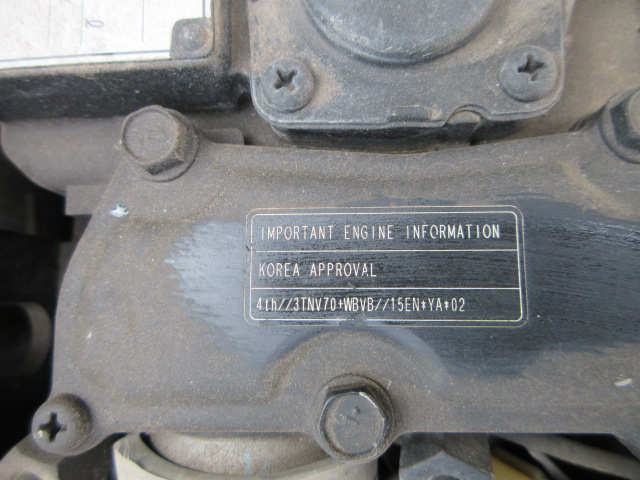 IMPORTANT ENGINE INFORMATION
KOREA APPROVAL
4th//3TNV70+WBVB//15EN*YA*02